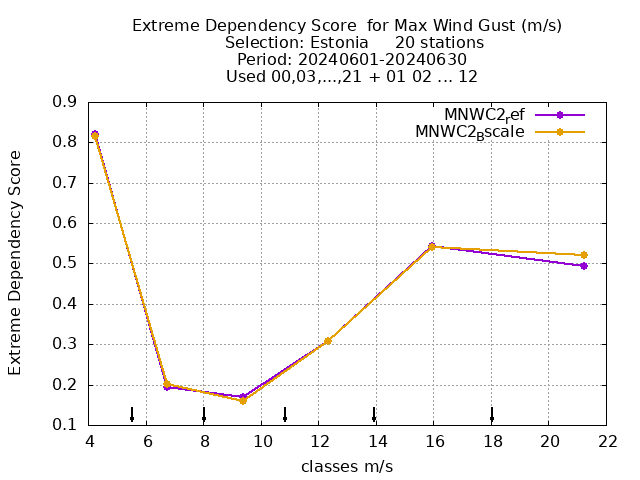 Extreme Dependency Score  for Max Wind Gust (m/s)
Selection: Estonia     20 stations
Period: 20240601-20240630
Used 00,03,...,21 + 01 02 ... 12
MNWC2ref
MNWC2Bscale
Extreme Dependency Score
0.9
0.8
0.7
0.6
0.5
0.4
0.3
0.2
0.1
4 6 8 10 12 14 16 18 20 22
classes m/s